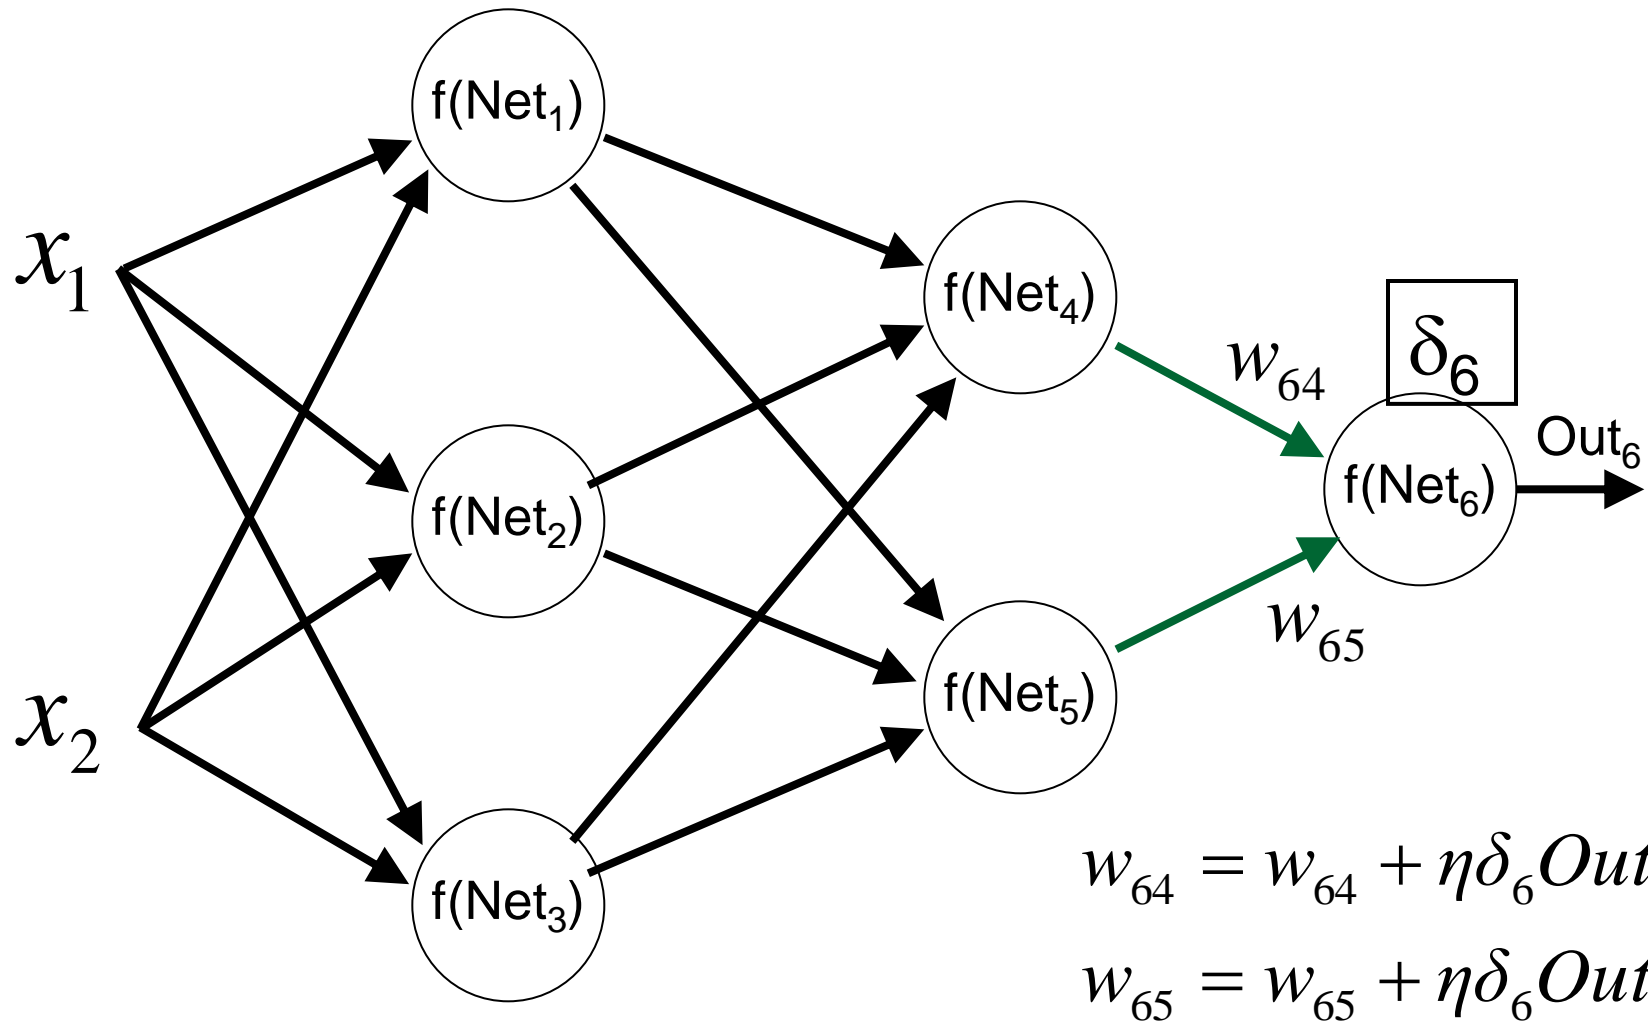 f(Net₁)
x₁
f(Net₄)
δ₆
w₆₄
Out₆
f(Net₂)
f(Net₆)
w₆₅
x₂
f(Net₅)
f(Net₃)
w₆₄ = w₆₄ + ηδ₆Out
w₆₅ = w₆₅ + ηδ₆Out